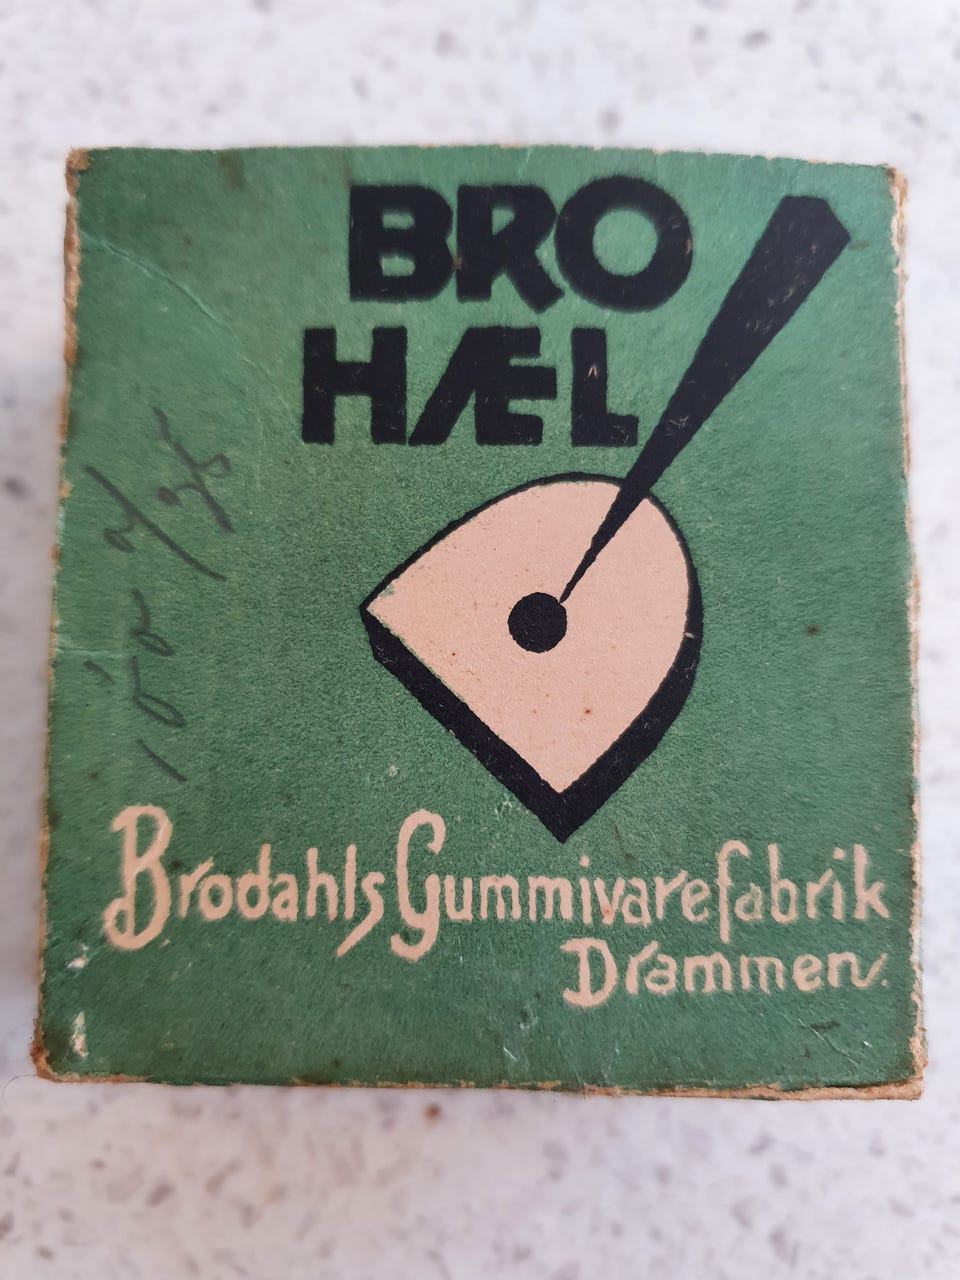 BRO
HÆL
Brodahls Gummivarefabrik
Drammen.